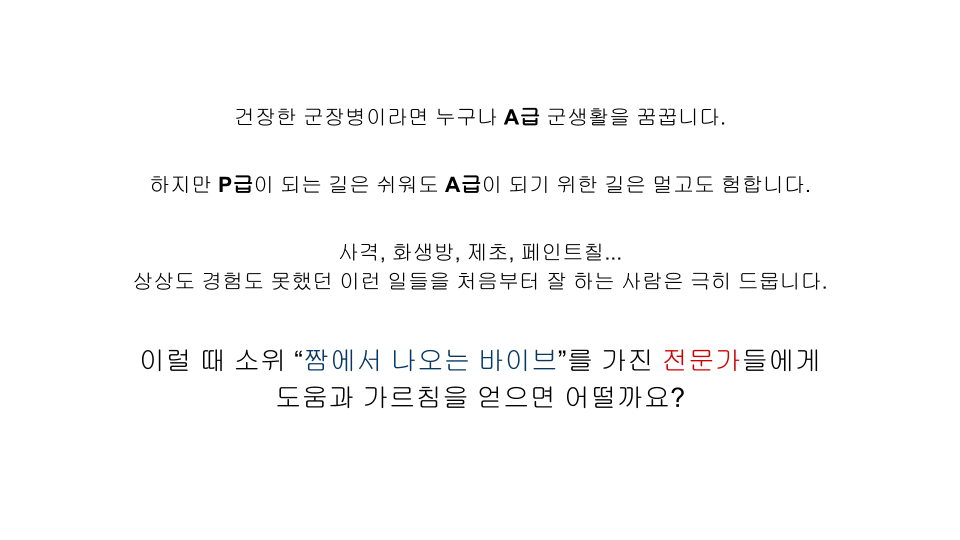 건장한 군장병이라면 누구나 A급 군생활을 꿈꿉니다.
하지만 P급이 되는 길은 쉬워도 A급이 되기 위한 길은 멀고도 험합니다.
사격, 화생방, 제초, 페인트칠...
상상도 경험도 못했던 이런 일들을 처음부터 잘 하는 사람은 극히 드뭅니다.
이럴 때 소위 “짬에서 나오는 바이브”를 가진 전문가들에게
도움과 가르침을 얻으면 어떨까요?